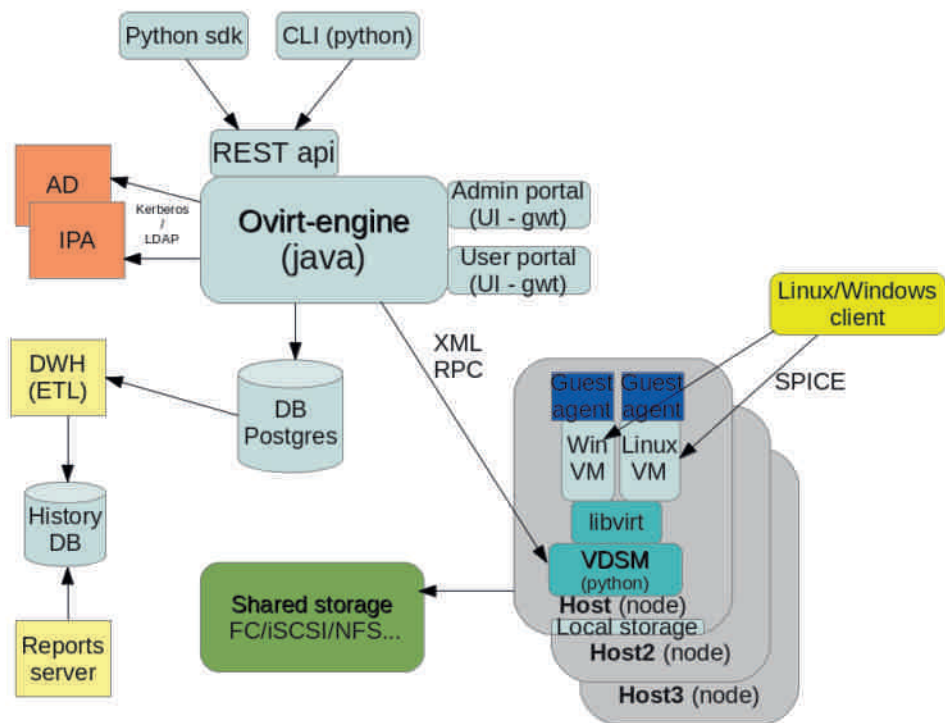 Python sdk
CLI (python)
REST api
AD
IPA
Kerberos
/
LDAP
Ovirt-engine
(java)
Admin portal
(UI - gwt)
User portal
(UI - gwt)
Linux/Windows
client
XML
RPC
SPICE
DWH
(ETL)
DB
Postgres
Guest
agent
Guest
agent
Win
VM
Linux
VM
libvirt
VDSM
(python)
History
DB
Shared storage
FC/iSCSI/NFS...
Host (node)
Local storage
Host2 (node)
Host3 (node)
Reports
server